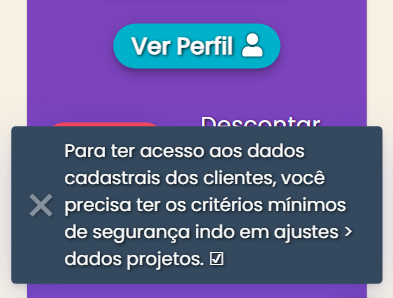 Ver Perfil
Descontar
Para ter acesso aos dados
cadastrais dos clientes, você
precisa ter os critérios mínimos
de segurança indo em ajustes >
dados projetos. ☑